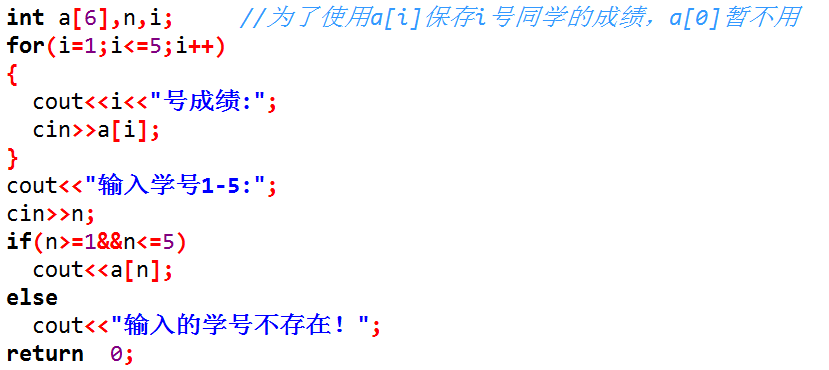 int a[6],n,i;     //为了使用a[i]保存i号同学的成绩，a[0]暂不用
for(i=1;i<=5;i++)
{
  cout<<i<<"号成绩:";
  cin>>a[i];
}
cout<<"输入学号1-5:";
cin>>n;
if(n>=1&&n<=5)
  cout<<a[n];
else
  cout<<"输入的学号不存在！";
return  0;